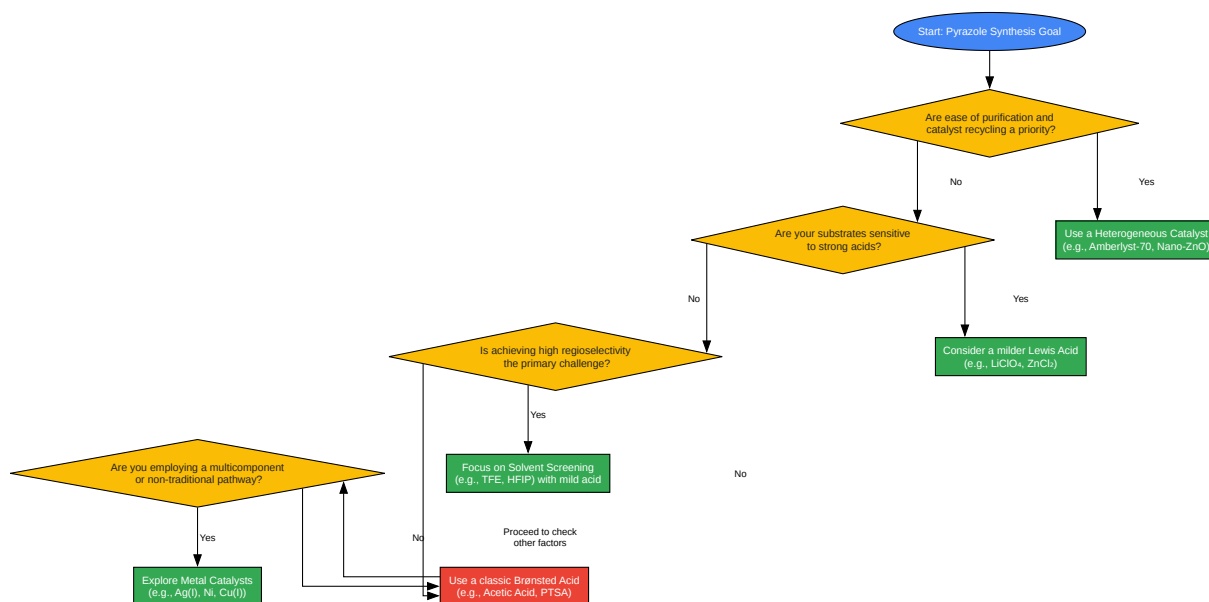 Start: Pyrazole Synthesis Goal
Are ease of purification and
catalyst recycling a priority?
No
Yes
Are your substrates sensitive
to strong acids?
Use a Heterogeneous Catalyst
(e.g., Amberlyst-70, Nano-ZnO)
No
Yes
Is achieving high regioselectivity
the primary challenge?
Consider a milder Lewis Acid
(e.g., LiClO₄, ZnCl₂)
Yes
Are you employing a multicomponent
or non-traditional pathway?
Focus on Solvent Screening
(e.g., TFE, HFIP) with mild acid
No
Yes
No
Proceed to check
other factors
Explore Metal Catalysts
(e.g., Ag(I), Ni, Cu(I))
Use a classic Brønsted Acid
(e.g., Acetic Acid, PTSA)